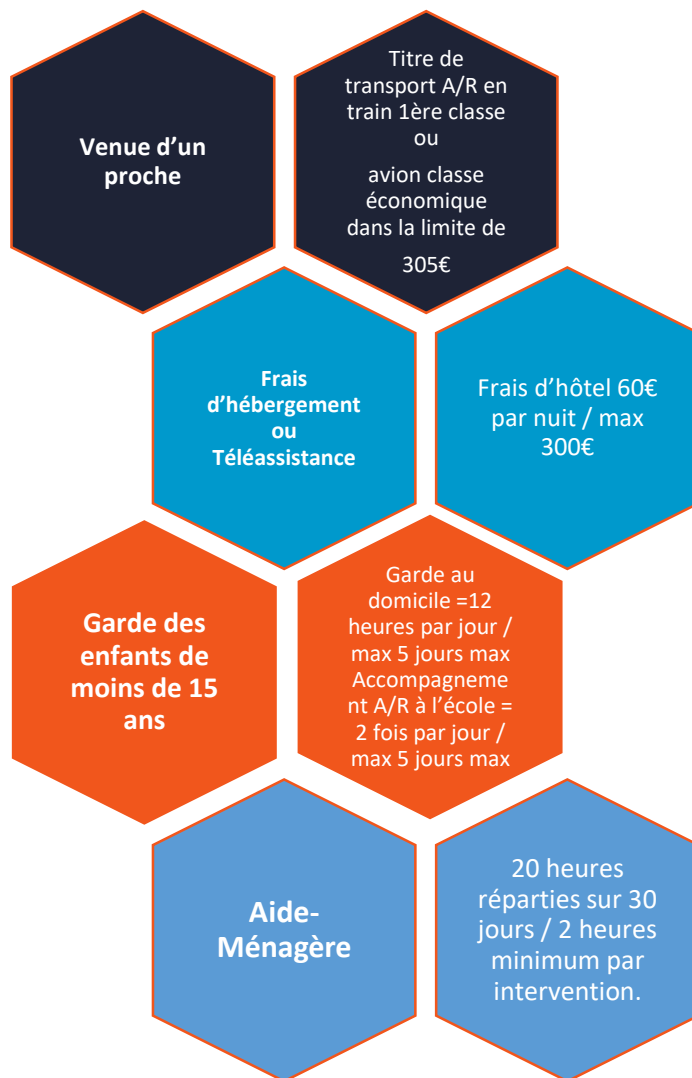 Venue d'un
proche
Titre de
transport A/R en
train 1ère classe
ou
avion classe
économique
dans la limite de
305€
Frais
d'hébergement
ou
Téléassistance
Frais d'hôtel 60€
par nuit / max
300€
Garde des
enfants de
moins de 15
ans
Garde au
domicile =12
heures par jour /
max 5 jours max
Accompagneme
nt A/R à l'école =
2 fois par jour /
max 5 jours max
Aide-
Ménagère
20 heures
réparties sur 30
jours / 2 heures
minimum par
intervention.